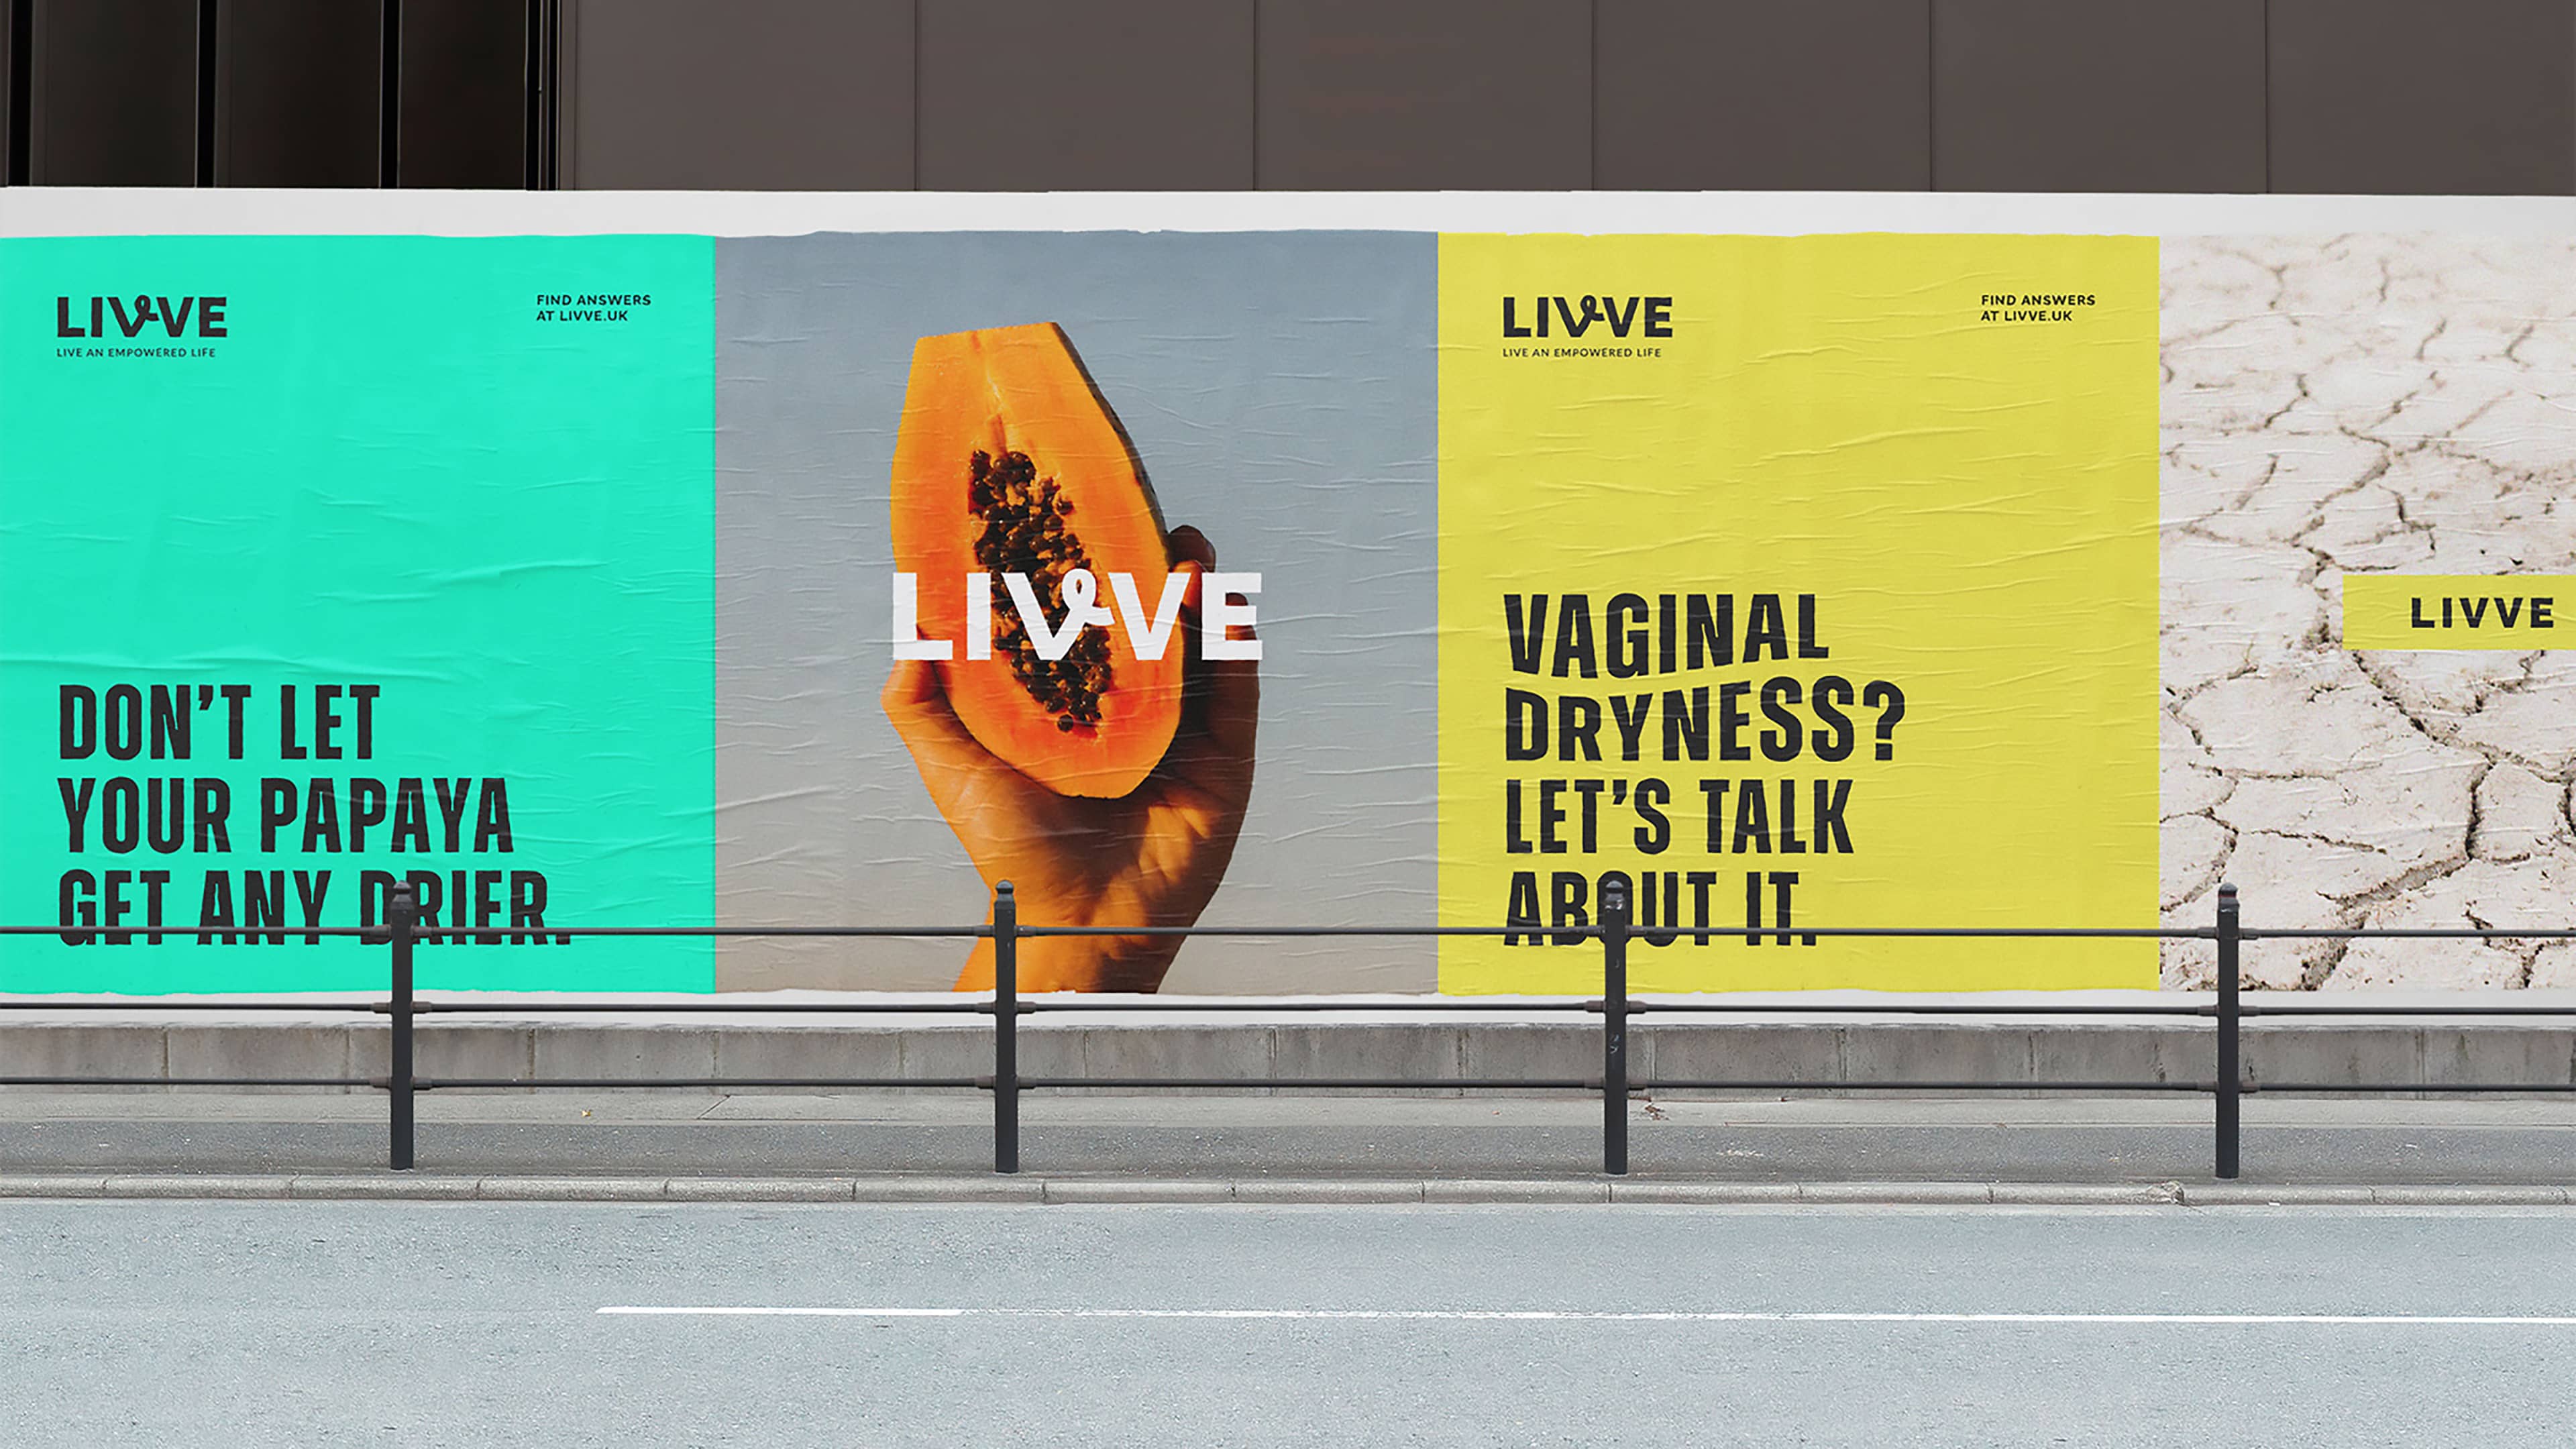 LIVVE
LIVE AN EMPOWERED LIFE
FIND ANSWERS
AT LIVVE.UK
DON'T LET
YOUR PAPAYA
GET ANY DRIER.
LIVVE
LIVVE
LIVE AN EMPOWERED LIFE
FIND ANSWERS
AT LIVVE.UK
VAGINAL
DRYNESS?
LET'S TALK
ABOUT IT.
LIVVE